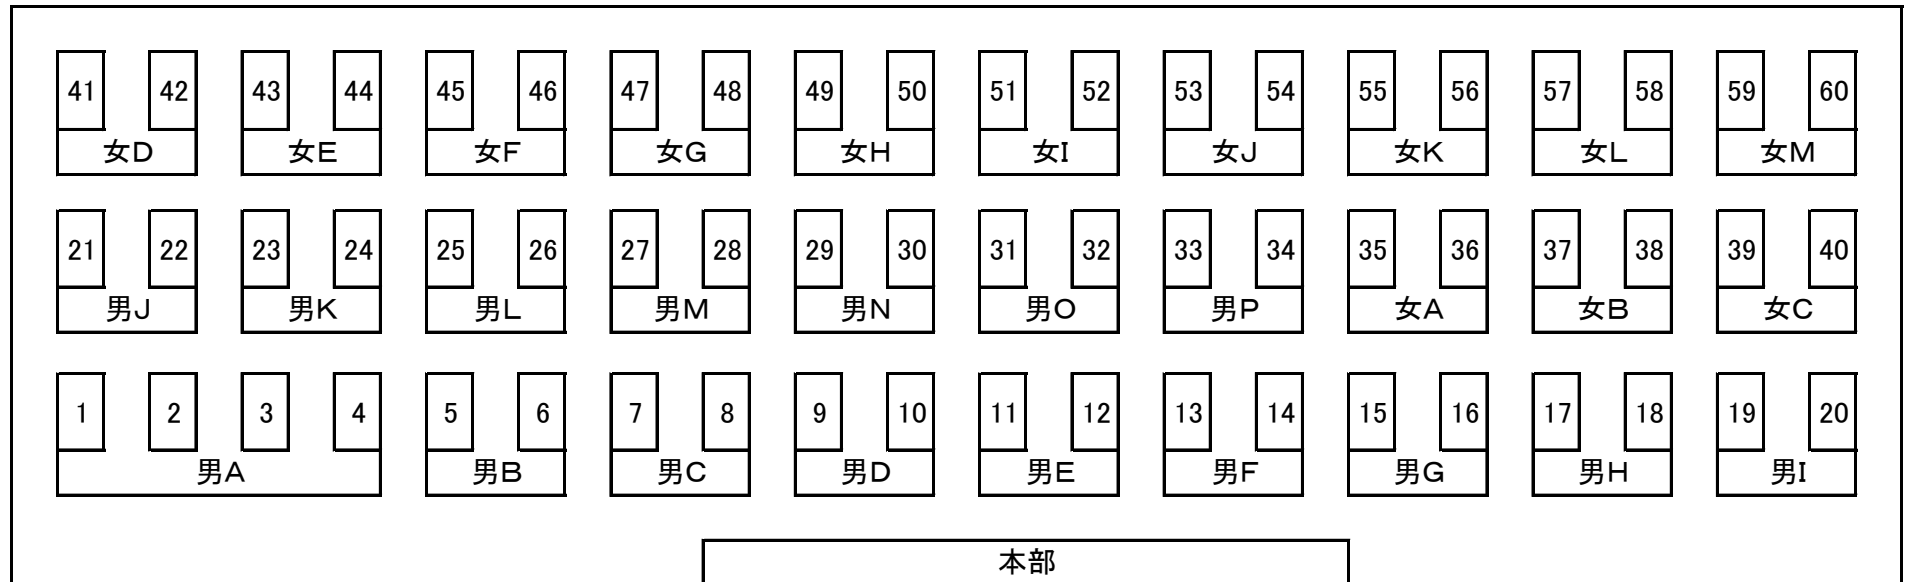 41 42 43 44 45 46 47 48 49 50 51 52 53 54 55 56 57 58 59 60
女D 女E 女F 女G 女H 女I 女J 女K 女L 女M
21 22 23 24 25 26 27 28 29 30 31 32 33 34 35 36 37 38 39 40
男J 男K 男L 男M 男N 男O 男P 女A 女B 女C
1 2 3 4 5 6 7 8 9 10 11 12 13 14 15 16 17 18 19 20
男A 男B 男C 男D 男E 男F 男G 男H 男I
本部